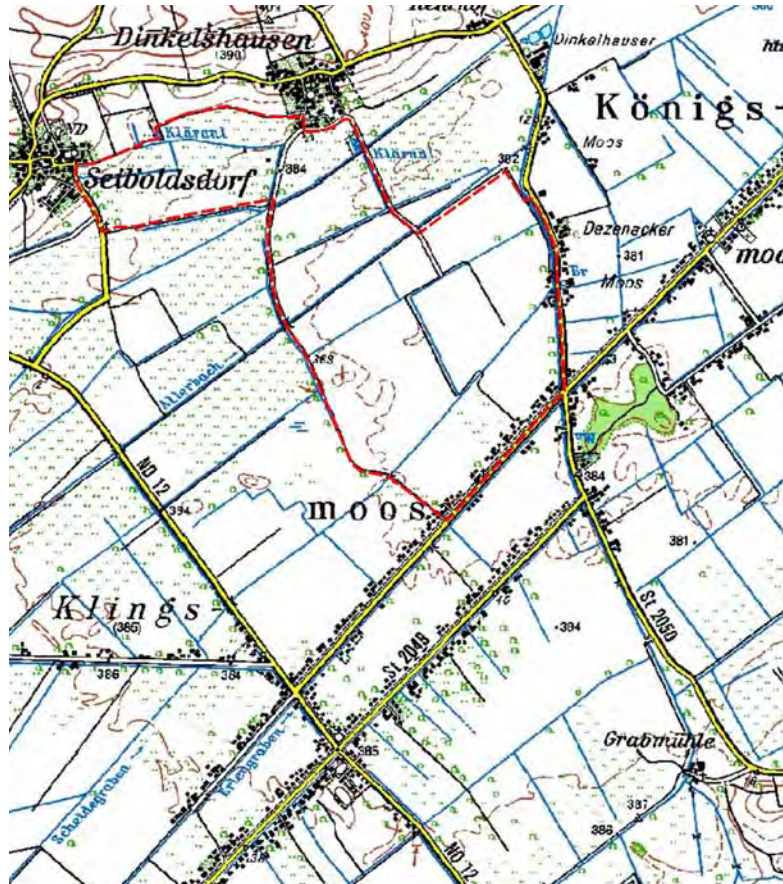 Dinkelshausen
(390)
Dinkelhauser
Moos
Königs-
Kläranl
Kläranl
Seiboldsdorf
384
382
Dezenacker
Moos
381
Br
moo
Allerbach
388
ND 12
394
moos
384
381
Klings-
(385)
386
384
St 2049
394
St 2050
Scheidegraben
Erlengraben
385
Grabmühle
387
386
ND 12